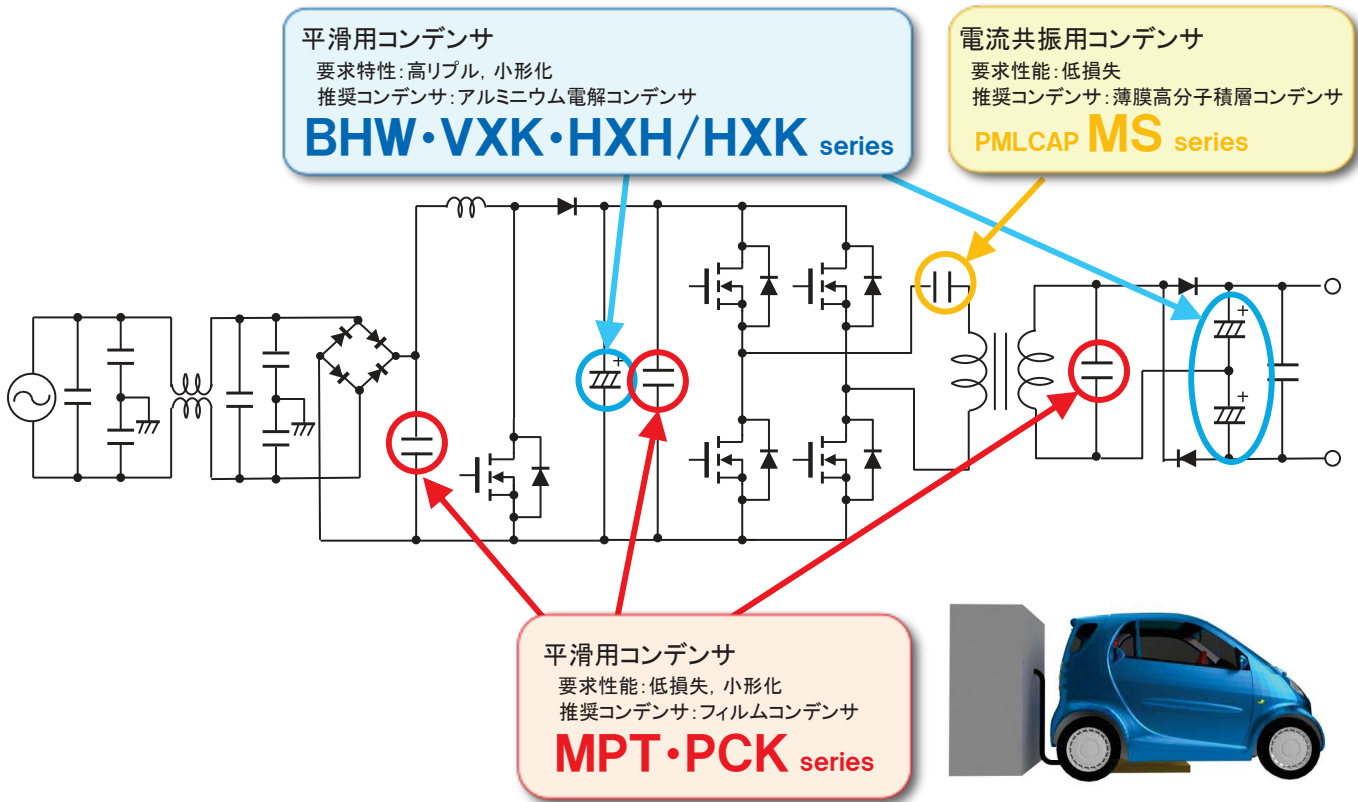 平滑用コンデンサ
要求特性：高リプル，小形化
推奨コンデンサ：アルミニウム電解コンデンサ
BHW・VXK・HXH/HXK series
電流共振用コンデンサ
要求性能：低損失
推奨コンデンサ：薄膜高分子積層コンデンサ
PMLCAP MS series
+
+
+
平滑用コンデンサ
要求性能：低損失，小形化
推奨コンデンサ：フィルムコンデンサ
MPT・PCK series